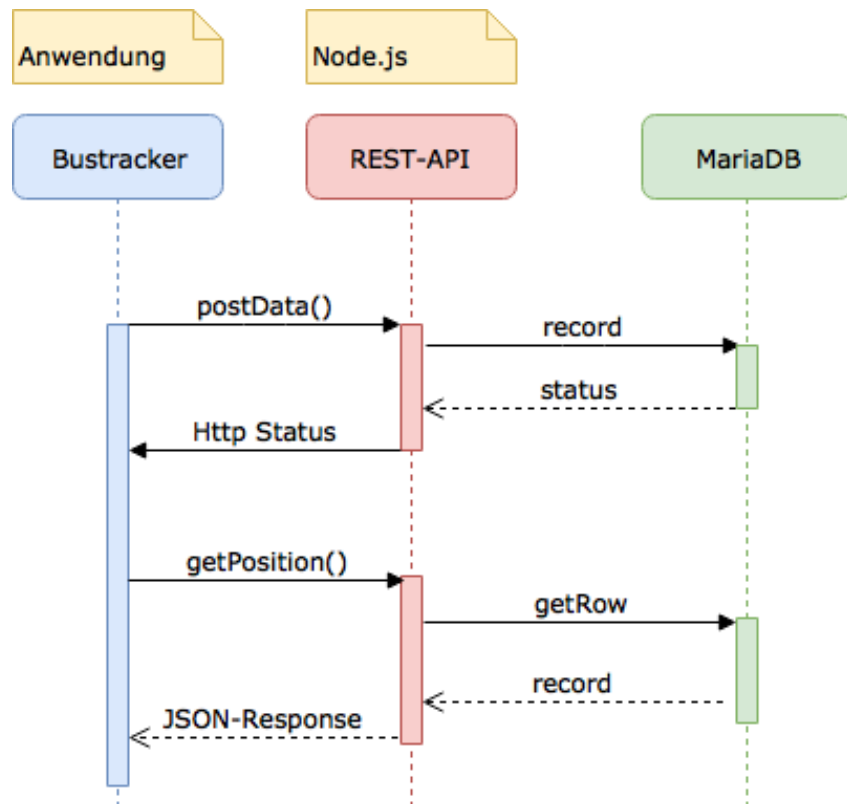 Anwendung
Node.js
Bustracker
REST-API
MariaDB
postData()
record
status
Http Status
getPosition()
getRow
record
JSON-Response